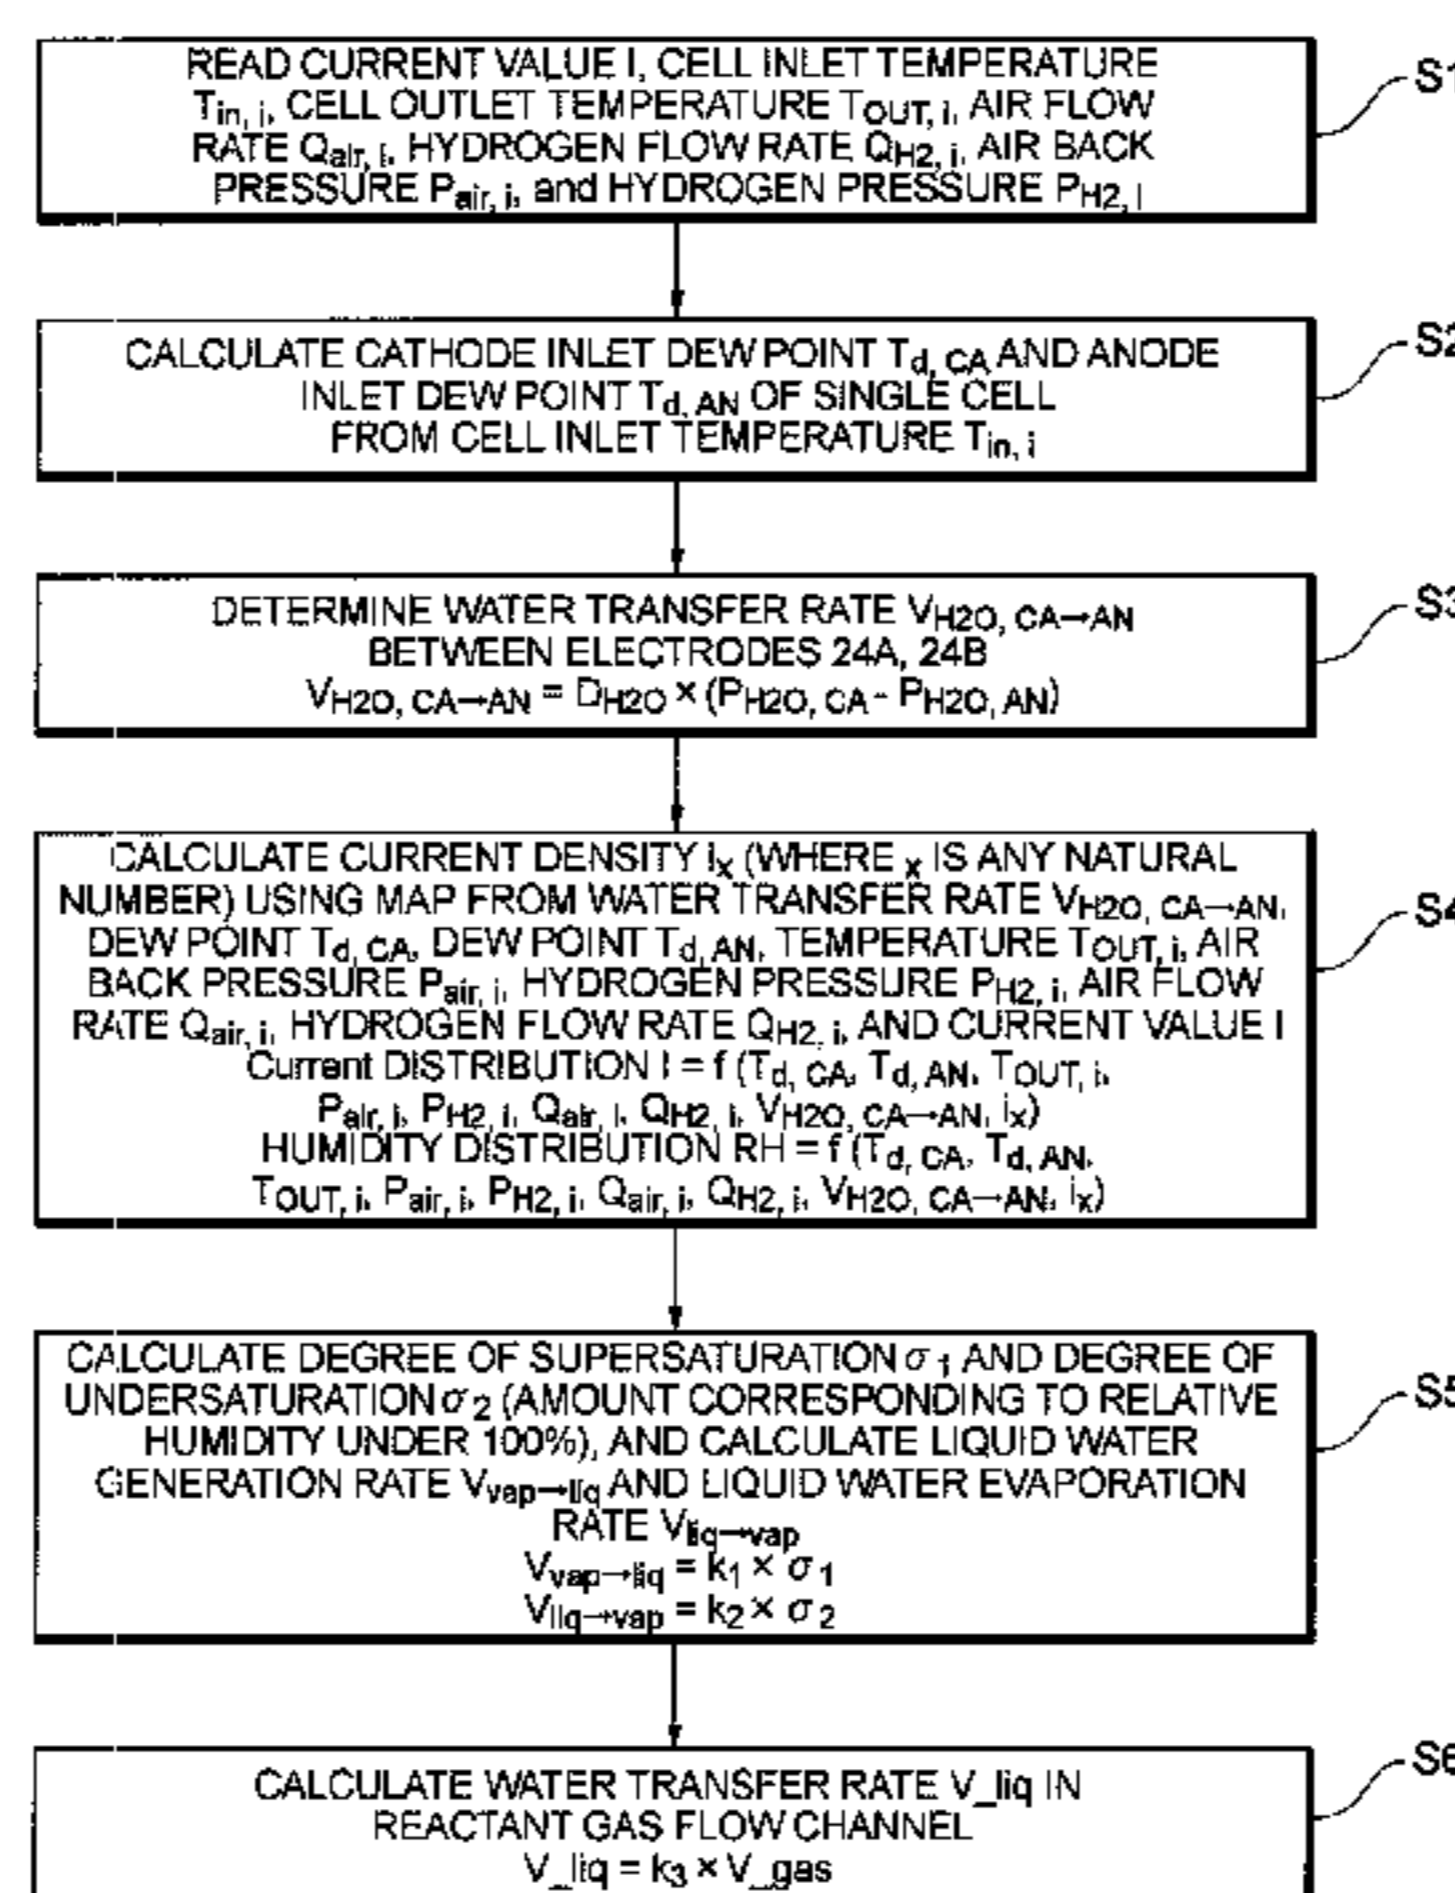 READ CURRENT VALUE I, CELL INLET TEMPERATURE
Tin, i, CELL OUTLET TEMPERATURE TOUT, i, AIR FLOW
RATE Qair, i, HYDROGEN FLOW RATE QH2, i, AIR BACK
PRESSURE Pair, i, and HYDROGEN PRESSURE PH2, i
S1
CALCULATE CATHODE INLET DEW POINT Td, CA AND ANODE
INLET DEW POINT Td, AN OF SINGLE CELL
FROM CELL INLET TEMPERATURE Tin, i
S2
DETERMINE WATER TRANSFER RATE VH2O, CA→AN
BETWEEN ELECTRODES 24A, 24B
VH2O, CA→AN = DH2O × (PH2O, CA - PH2O, AN)
S3
CALCULATE CURRENT DENSITY ix (WHERE x IS ANY NATURAL
NUMBER) USING MAP FROM WATER TRANSFER RATE VH2O, CA→AN,
DEW POINT Td, CA, DEW POINT Td, AN, TEMPERATURE TOUT, i, AIR
BACK PRESSURE Pair, i, HYDROGEN PRESSURE PH2, i, AIR FLOW
RATE Qair, i, HYDROGEN FLOW RATE QH2, i, AND CURRENT VALUE I
Current DISTRIBUTION I = f (Td, CA, Td, AN, TOUT, i,
Pair, i, PH2, i, Qair, i, QH2, i, VH2O, CA→AN, ix)
HUMIDITY DISTRIBUTION RH = f (Td, CA, Td, AN,
TOUT, i, Pair, i, PH2, i, Qair, i, QH2, i, VH2O, CA→AN, ix)
S4
CALCULATE DEGREE OF SUPERSATURATION σ1 AND DEGREE OF
UNDERSATURATION σ2 (AMOUNT CORRESPONDING TO RELATIVE
HUMIDITY UNDER 100%), AND CALCULATE LIQUID WATER
GENERATION RATE Vvap→liq AND LIQUID WATER EVAPORATION
RATE Vliq→vap
Vvap→liq = k1 × σ1
Vliq→vap = k2 × σ2
S5
CALCULATE WATER TRANSFER RATE V_liq IN
REACTANT GAS FLOW CHANNEL
V_liq = k3 × V_gas
S6